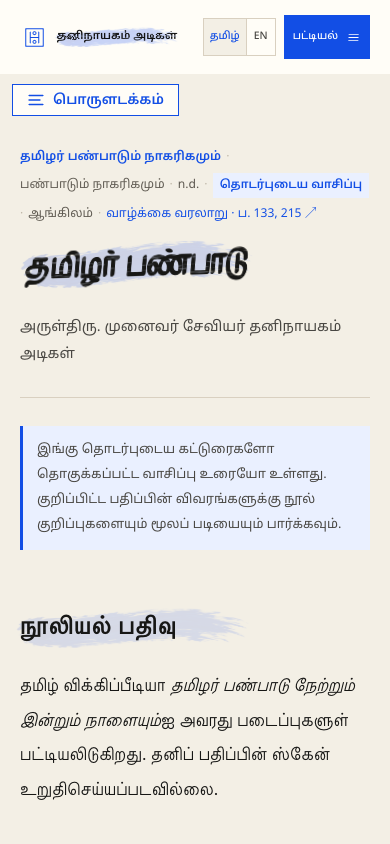 தனிநாயகம் அடிகள்
தமிழ்
EN
பட்டியல்
பொருளடக்கம்
தமிழர் பண்பாடும் நாகரிகமும் ·
பண்பாடும் நாகரிகமும் · n.d. · தொடர்புடைய வாசிப்பு
· ஆங்கிலம் · வாழ்க்கை வரலாறு · ப. 133, 215 ↗
தமிழர் பண்பாடு
அருள்திரு. முனைவர் சேவியர் தனிநாயகம்
அடிகள்
இங்கு தொடர்புடைய கட்டுரைகளோ
தொகுக்கப்பட்ட வாசிப்பு உரையோ உள்ளது.
குறிப்பிட்ட பதிப்பின் விவரங்களுக்கு நூல்
குறிப்புகளையும் மூலப் படியையும் பார்க்கவும்.
நூலியல் பதிவு
தமிழ் விக்கிப்பீடியா தமிழர் பண்பாடு நேற்றும்
இன்றும் நாளையும்ஐ அவரது படைப்புகளுள்
பட்டியலிடுகிறது. தனிப் பதிப்பின் ஸ்கேன்
உறுதிசெய்யப்படவில்லை.